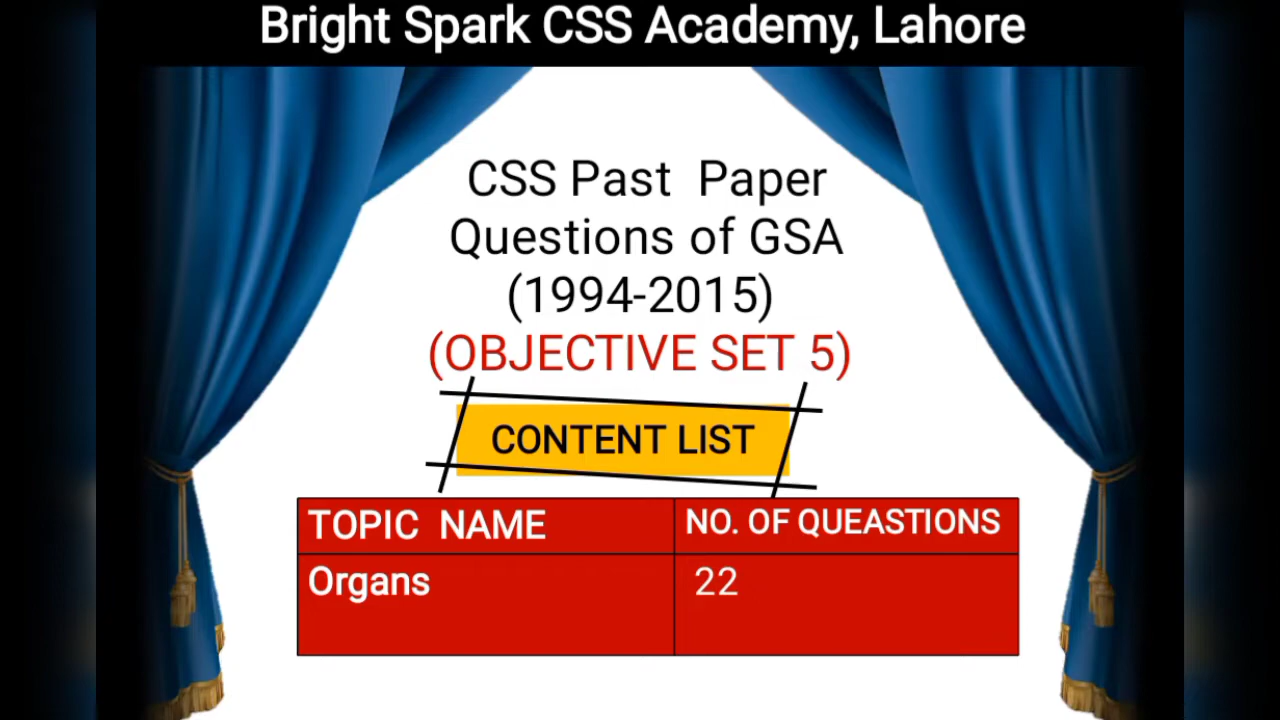 Bright Spark CSS Academy, Lahore
CSS Past Paper
Questions of GSA
(1994-2015)
(OBJECTIVE SET 5)
CONTENT LIST
TOPIC NAME NO. OF QUEASTIONS
Organs 22